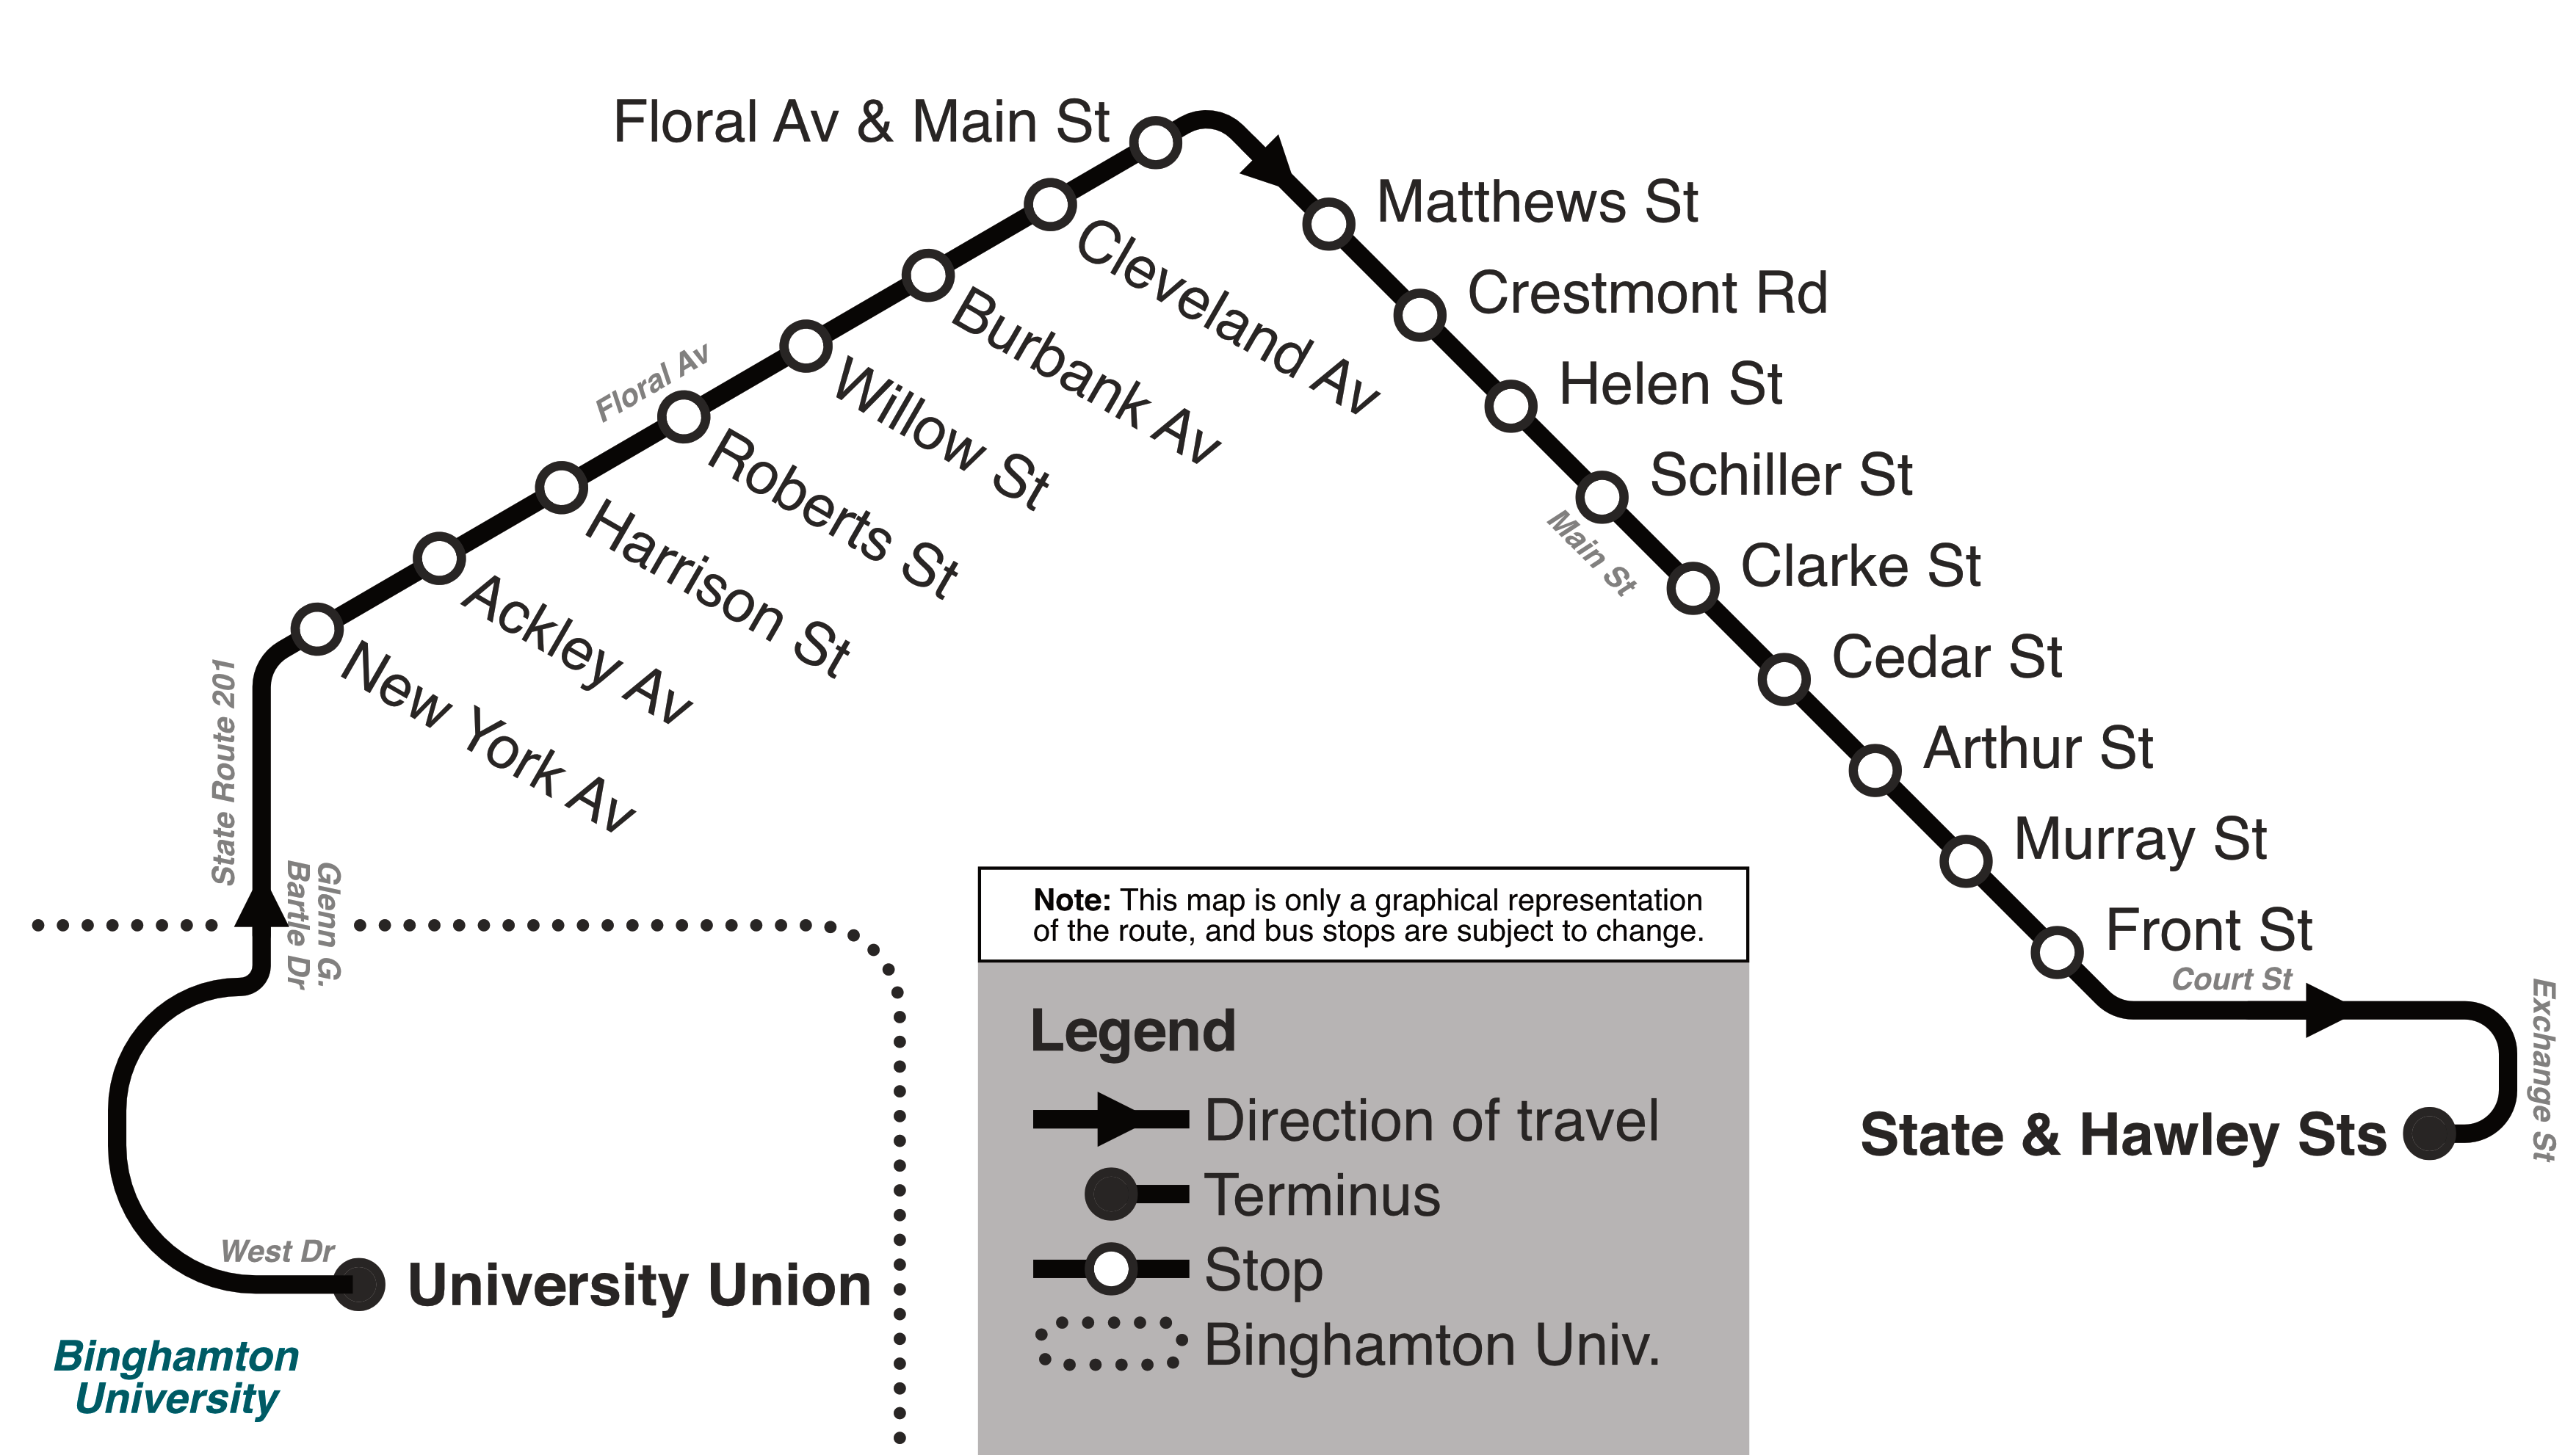 Floral Av & Main St
Matthews St
Crestmont Rd
Helen St
Schiller St
Clarke St
Cedar St
Arthur St
Murray St
Front St
Cleveland Av
Burbank Av
Willow St
Roberts St
Harrison St
Ackley Av
New York Av
Floral Av
Main St
State Route 201
Glenn G.
Bartle Dr
Court St
Exchange St
State & Hawley Sts
West Dr
University Union
Binghamton
University
Note: This map is only a graphical representation
of the route, and bus stops are subject to change.
Legend
Direction of travel
Terminus
Stop
Binghamton Univ.